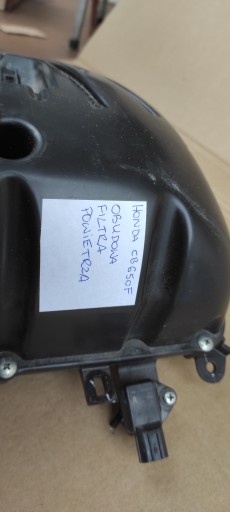 HONDA CB650F
OBUDOWA
FILTRA
POWIETRZA